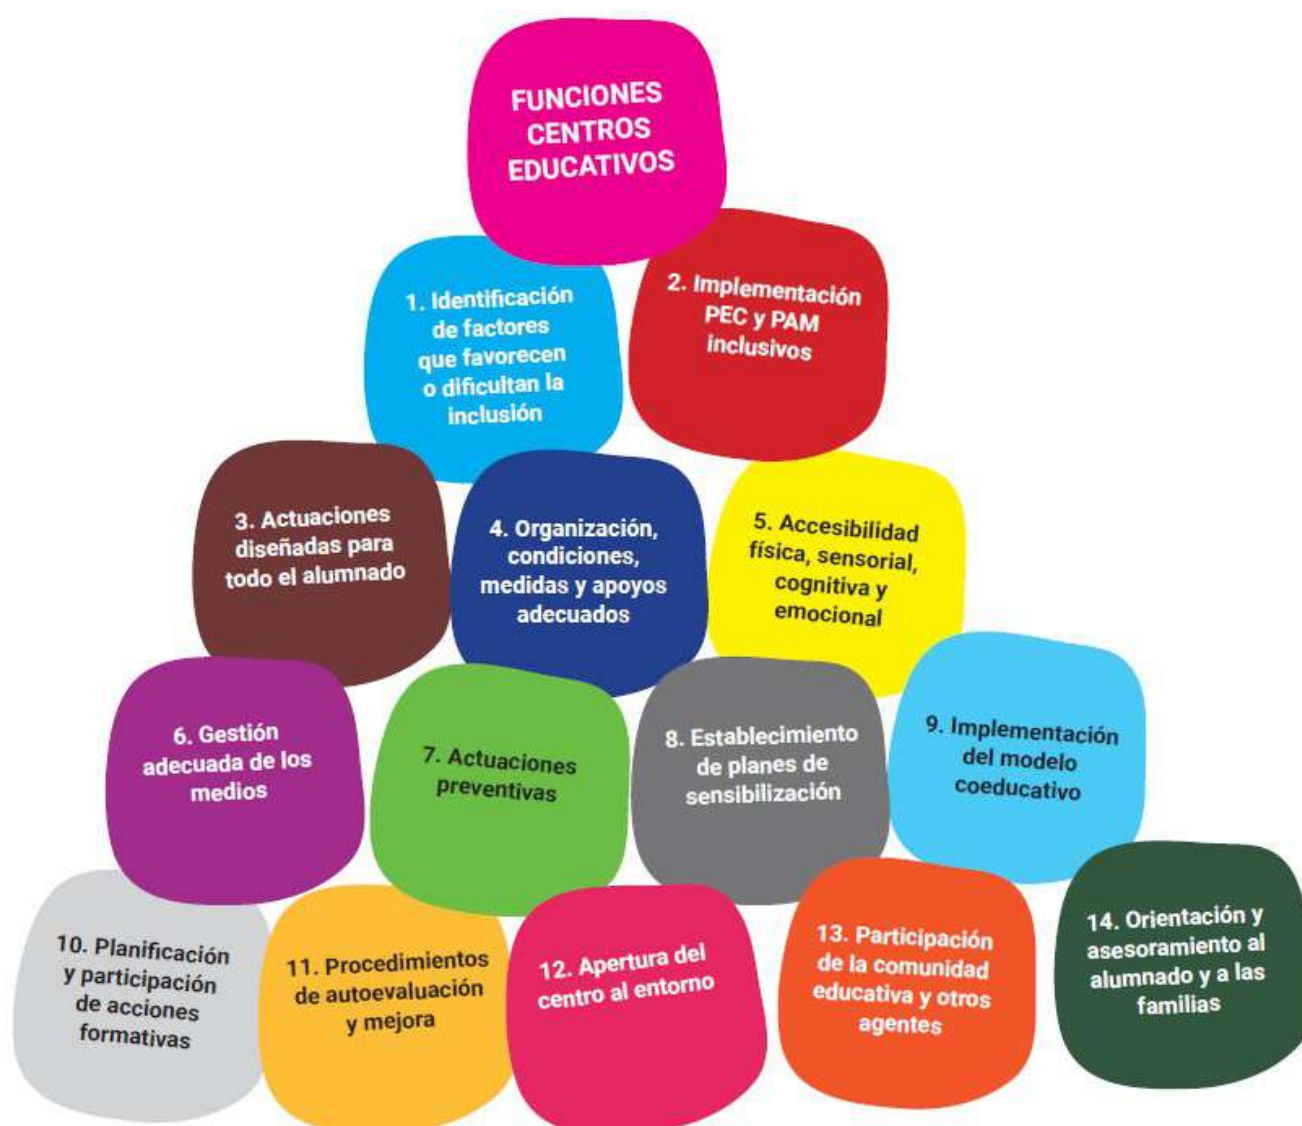 FUNCIONES
CENTROS
EDUCATIVOS
1. Identificación
de factores
que favorecen
o dificultan la
inclusión
2. Implementación
PEC y PAM
inclusivos
3. Actuaciones
diseñadas para
todo el alumnado
4. Organización,
condiciones,
medidas y apoyos
adecuados
5. Accesibilidad
física, sensorial,
cognitiva y
emocional
6. Gestión
adecuada de los
medios
7. Actuaciones
preventivas
8. Establecimiento
de planes de
sensibilización
9. Implementación
del modelo
coeducativo
10. Planificación
y participación
de acciones
formativas
11. Procedimientos
de autoevaluación
y mejora
12. Apertura del
centro al entorno
13. Participación
de la comunidad
educativa y otros
agentes
14. Orientación y
asesoramiento al
alumnado y a las
familias